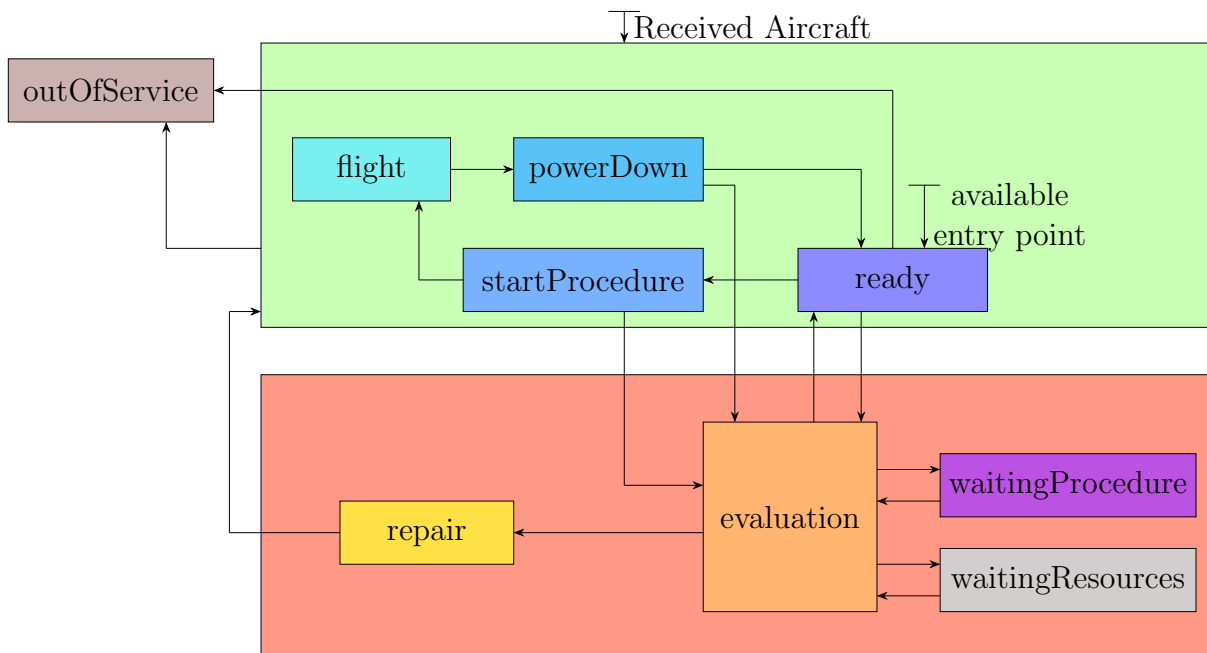 Received Aircraft
outOfService
flight
powerDown
available
entry point
startProcedure
ready
waitingProcedure
evaluation
repair
waitingResources